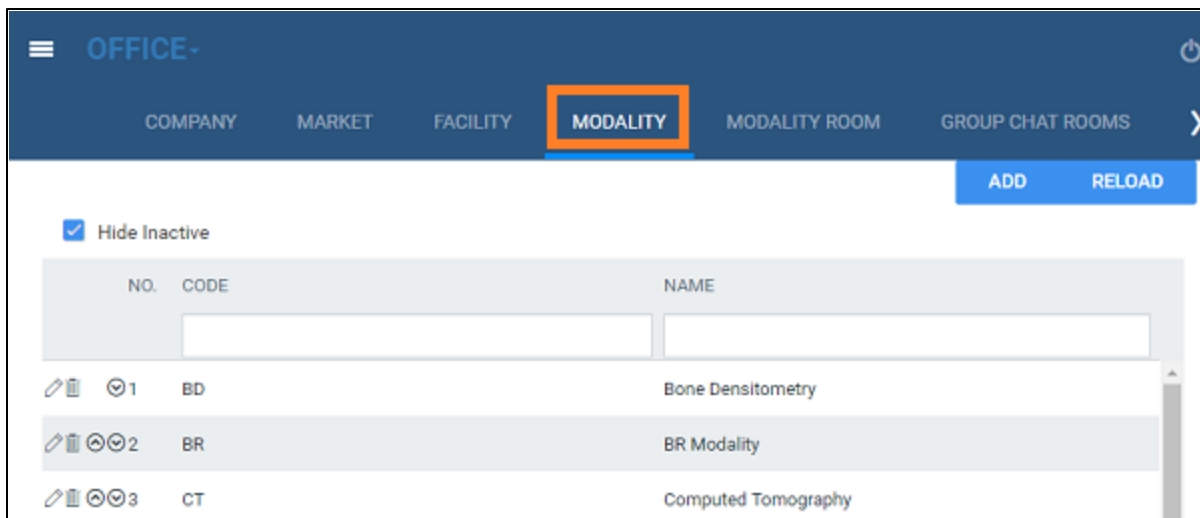 OFFICE
COMPANY MARKET FACILITY MODALITY MODALITY ROOM GROUP CHAT ROOMS
ADD RELOAD
Hide Inactive
NO. CODE NAME
1 BD Bone Densitometry
2 BR BR Modality
3 CT Computed Tomography